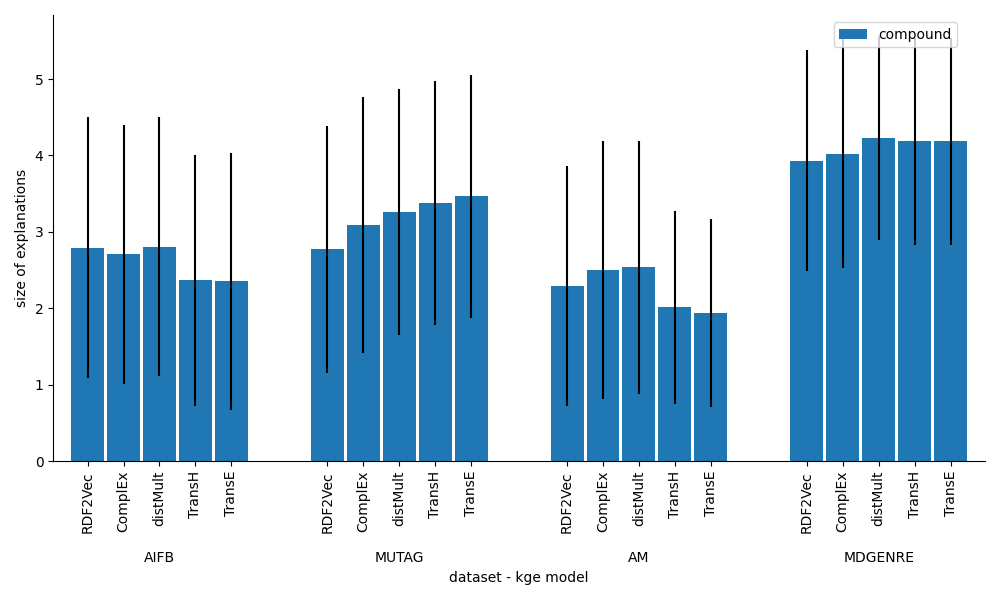 compound
size of explanations
5
4
3
2
1
0
RDF2Vec ComplEx distMult TransH TransE
RDF2Vec ComplEx distMult TransH TransE
RDF2Vec ComplEx distMult TransH TransE
RDF2Vec ComplEx distMult TransH TransE
AIFB MUTAG AM MDGENRE
dataset - kge model